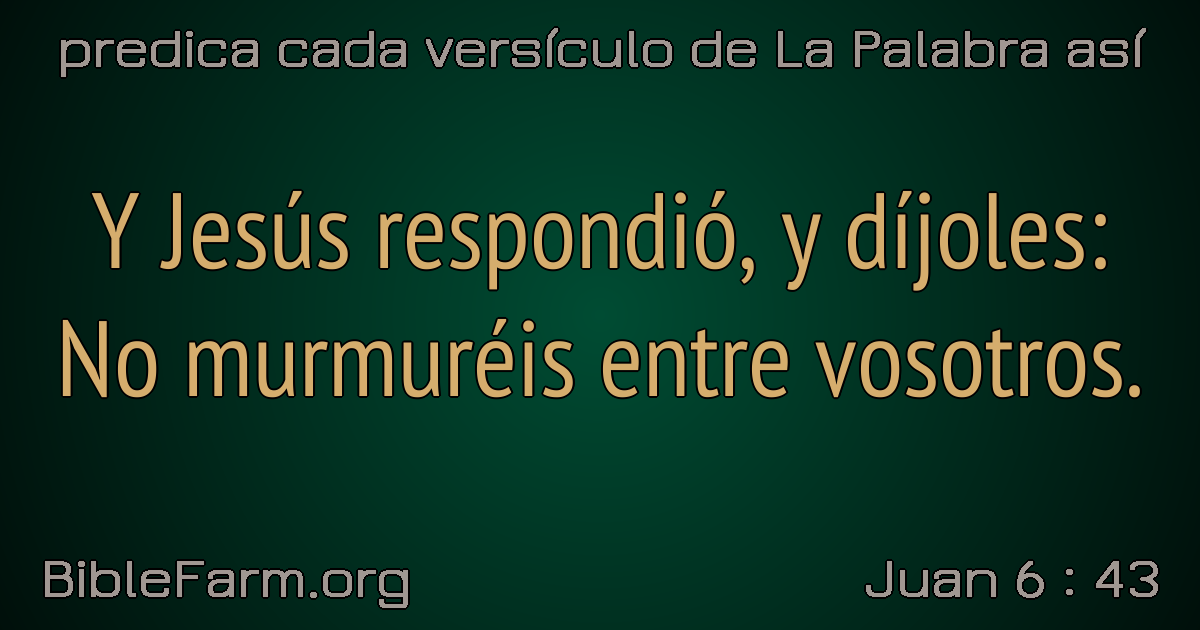 predica cada versículo de La Palabra así
Y Jesús respondió, y díjoles:
No murmuréis entre vosotros.
BibleFarm.org
Juan 6 : 43